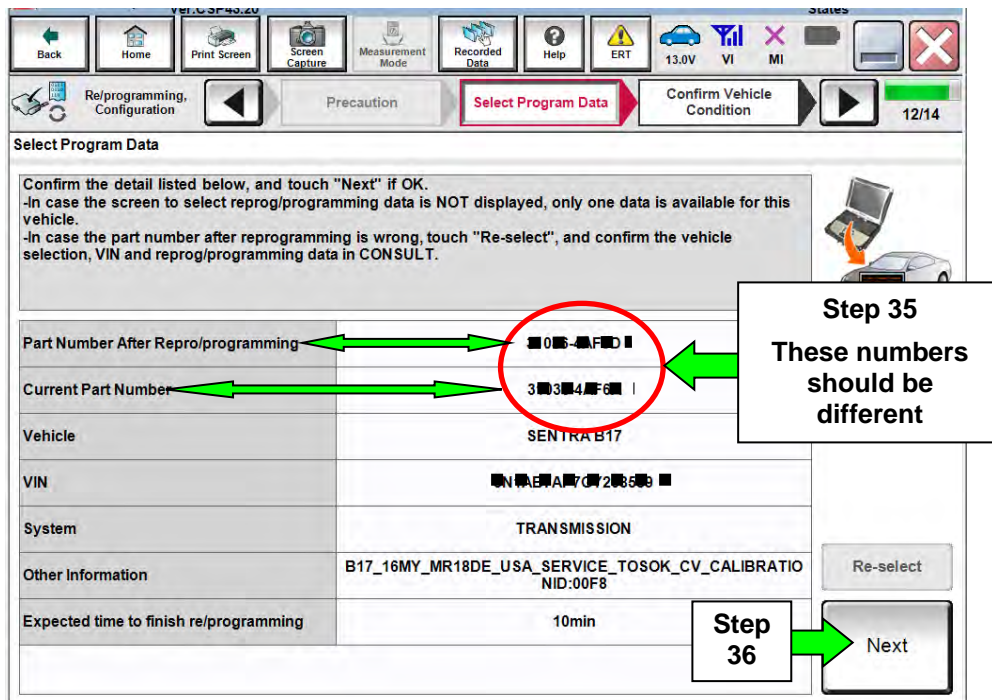 Ver.CSP43.20
States
Back
Home
Print Screen
Screen
Capture
Measurement
Mode
Recorded
Data
Help
ERT
13.0V
VI
MI
Re/programming,
Configuration
Precaution
Select Program Data
Confirm Vehicle
Condition
12/14
Select Program Data
Confirm the detail listed below, and touch "Next" if OK.
-In case the screen to select reprog/programming data is NOT displayed, only one data is available for this
vehicle.
-In case the part number after reprogramming is wrong, touch "Re-select", and confirm the vehicle
selection, VIN and reprog/programming data in CONSULT.
Step 35
These numbers
should be
different
Part Number After Repro/programming
Current Part Number
Vehicle
SENTRA B17
VIN
System
TRANSMISSION
Other Information
B17_16MY_MR18DE_USA_SERVICE_TOSOK_CV_CALIBRATIO
NID:00F8
Re-select
Expected time to finish re/programming
10min
Step
36
Next